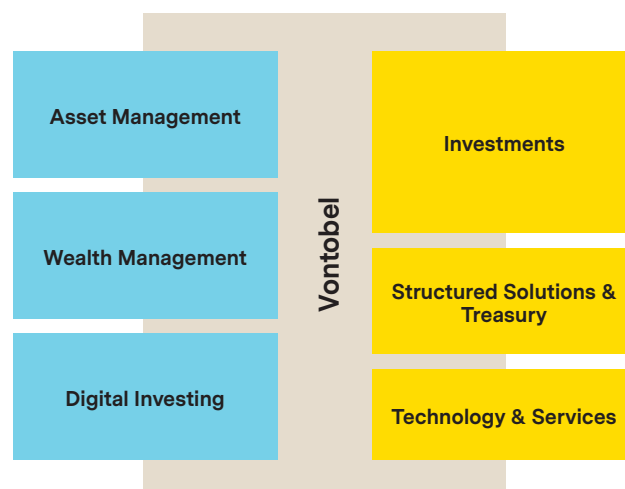 Asset Management
Wealth Management
Digital Investing
Vontobel
Investments
Structured Solutions &
Treasury
Technology & Services